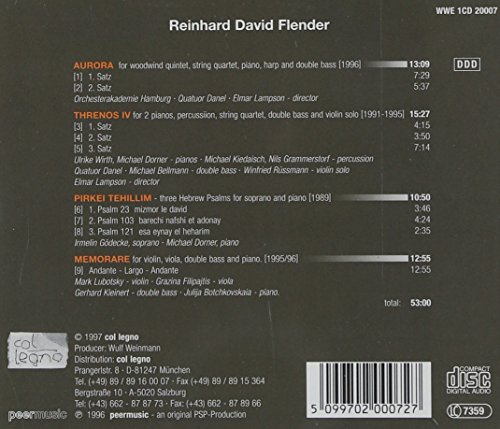 Reinhard David Flender
WWE 1CD 20007
AURORA for woodwind quintet, string quartet, piano, harp and double bass [1996] 13:09
DDD
[1] 1. Satz 7:29
[2] 2. Satz 5:37
Orchesterakademie Hamburg · Quatuor Danel · Elmar Lampson - director
THRENOS IV for 2 pianos, percussiion, string quartet, double bass and violin solo [1991-1995] 15:27
[3] 1. Satz 4:15
[4] 2. Satz 3:50
[5] 3. Satz 7:14
Ulrike Wirth, Michael Dorner - pianos · Michael Kiedaisch, Nils Grammerstorf - percussion
Quatuor Danel · Michael Bellmann - double bass · Winfried Rüssmann - violin solo
Elmar Lampson - director
PIRKEI TEHILLIM - three Hebrew Psalms for soprano and piano [1989] 10:50
[6] 1. Psalm 23 mizmor le david 3:46
[7] 2. Psalm 103 barechi nafshi et adonay 4:24
[8] 3. Psalm 121 esa eynay el heharim 2:35
Irmelin Gödecke, soprano - Michael Dorner, piano
MEMORARE for violin, viola, double bass and piano. [1995/96] 12:55
[9] Andante - Largo - Andante 12:55
Mark Lubotsky - violin · Grazina Filipajtis - viola
Gerhard Kleinert - double bass · Julija Botchkovskaia - piano.
total: 53:00
col
legno
℗ © 1997 col legno
Producer: Wulf Weinmann
Distribution: col legno
Prangerlstr. 8 - D-81247 München
Tel. (+49) 89 / 89 16 00 07 - Fax (+49) 89 / 89 15 364
Bergstraße 10 - A-5020 Salzburg
Tel. (+43) 662 - 87 87 73 - Fax (+43) 662 - 87 88 76
peermusic
℗ 1996 peermusic - an original PSP-Production
5 099702 000727
COMPACT
disc
DIGITAL AUDIO
LC 7359